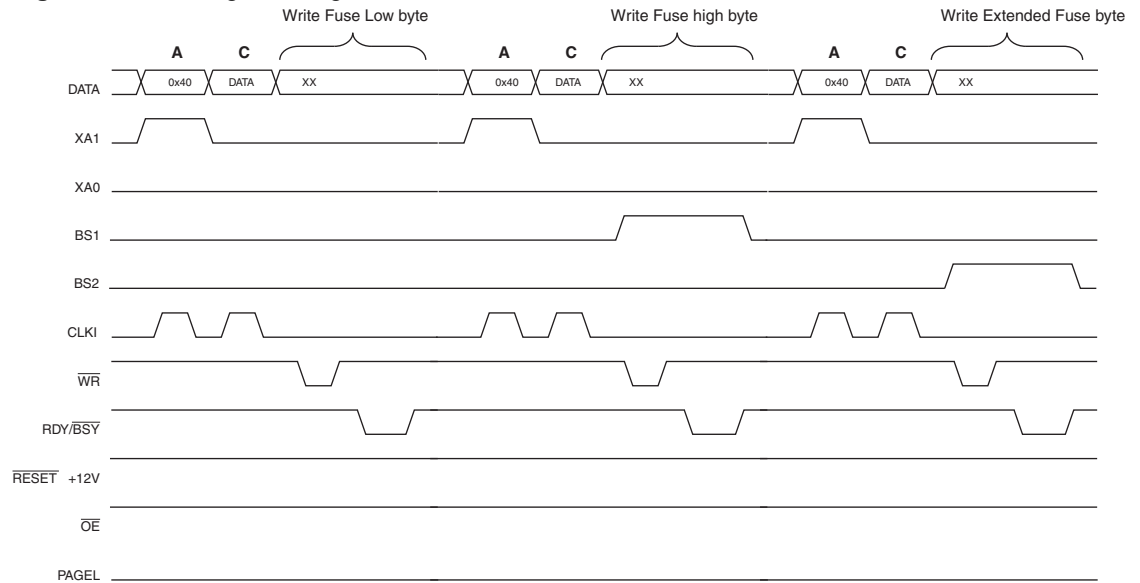 Write Fuse Low byte Write Fuse high byte Write Extended Fuse byte
A C A C A C
DATA 0x40 DATA XX 0x40 DATA XX 0x40 DATA XX
XA1
XA0
BS1
BS2
CLKI
WR
RDY/BSY
RESET +12V
OE
PAGEL